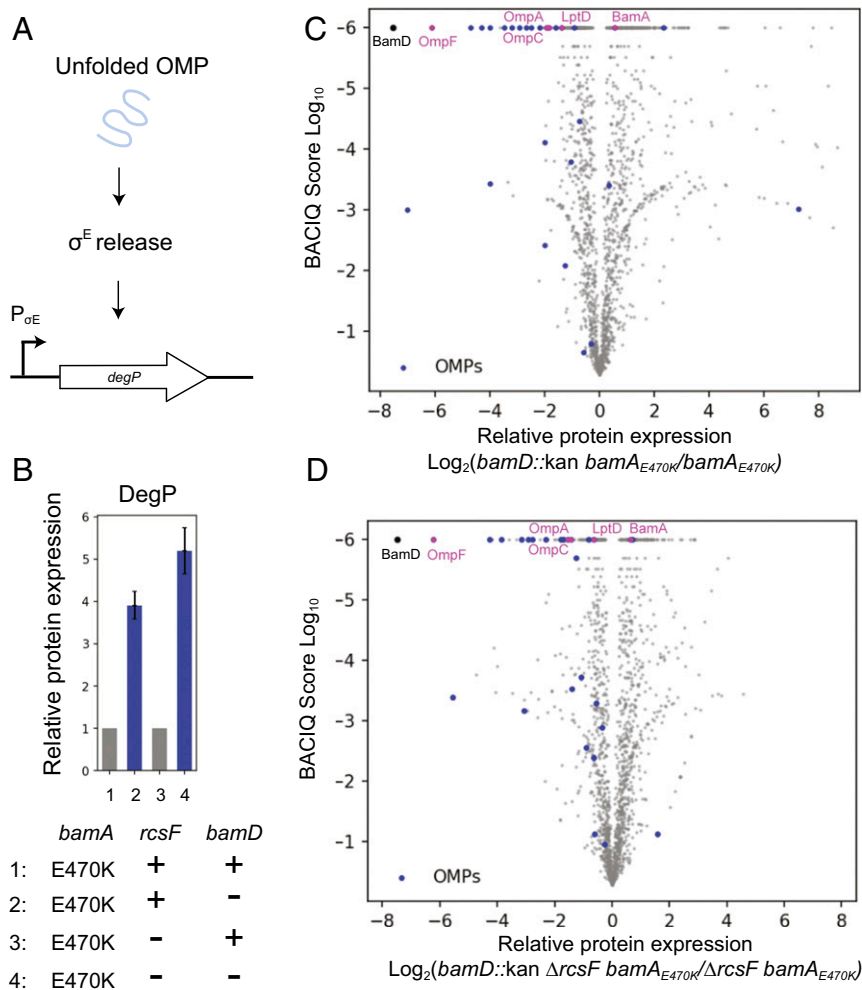 A
Unfolded OMP
σE release
PσE
degP
B
DegP
Relative protein expression
6
5
4
3
2
1
0
1 2 3 4
bamA rcsF bamD
1: E470K + +
2: E470K + -
3: E470K - +
4: E470K - -
C
BACIQ Score Log10
-6
-5
-4
-3
-2
-1
BamD
OmpF
OmpA
OmpC
LptD
BamA
OMPs
-8 -6 -4 -2 0 2 4 6 8
Relative protein expression
Log2(bamD::kan bamAE470K/bamAE470K)
D
BACIQ Score Log10
-6
-5
-4
-3
-2
-1
BamD
OmpF
OmpA
OmpC
LptD
BamA
OMPs
-8 -6 -4 -2 0 2 4 6 8
Relative protein expression
Log2(bamD::kan ΔrcsF bamAE470K/ΔrcsF bamAE470K)